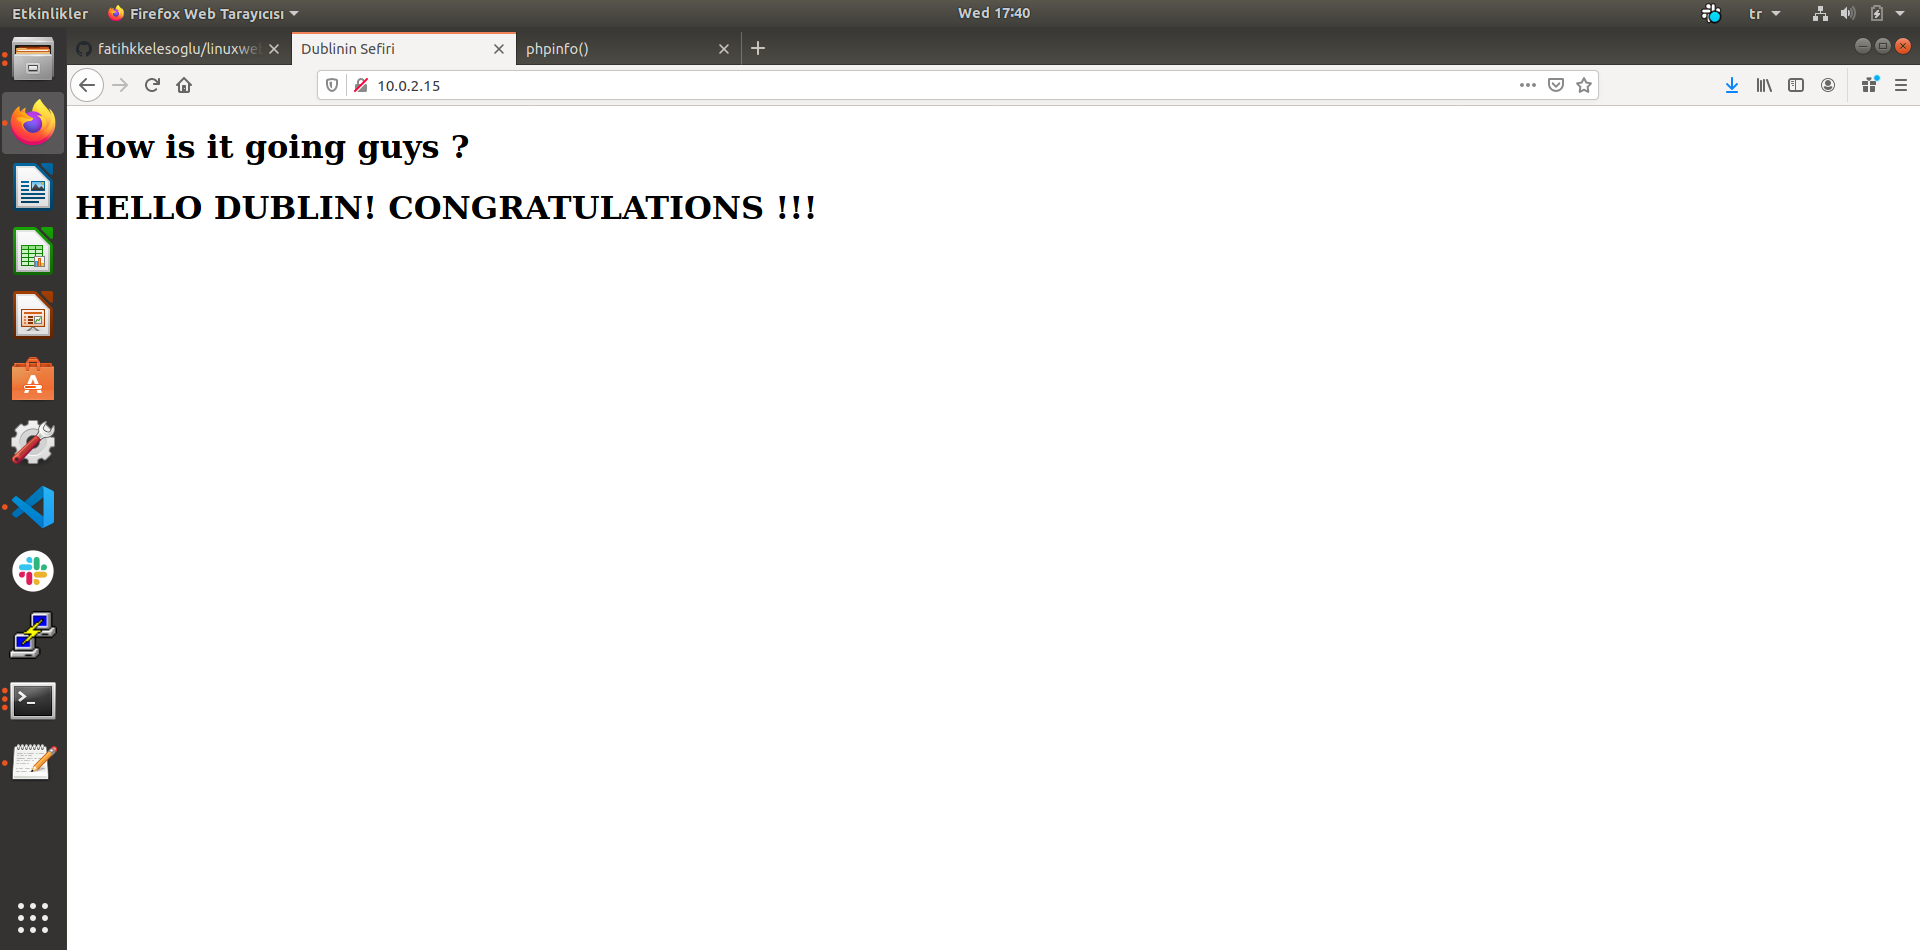 Etkinlikler Firefox Web Tarayıcısı Wed 17:40 tr
fatihkkelesoglu/linuxweb Dublinin Sefiri phpinfo()
10.0.2.15
How is it going guys ?
HELLO DUBLIN! CONGRATULATIONS !!!